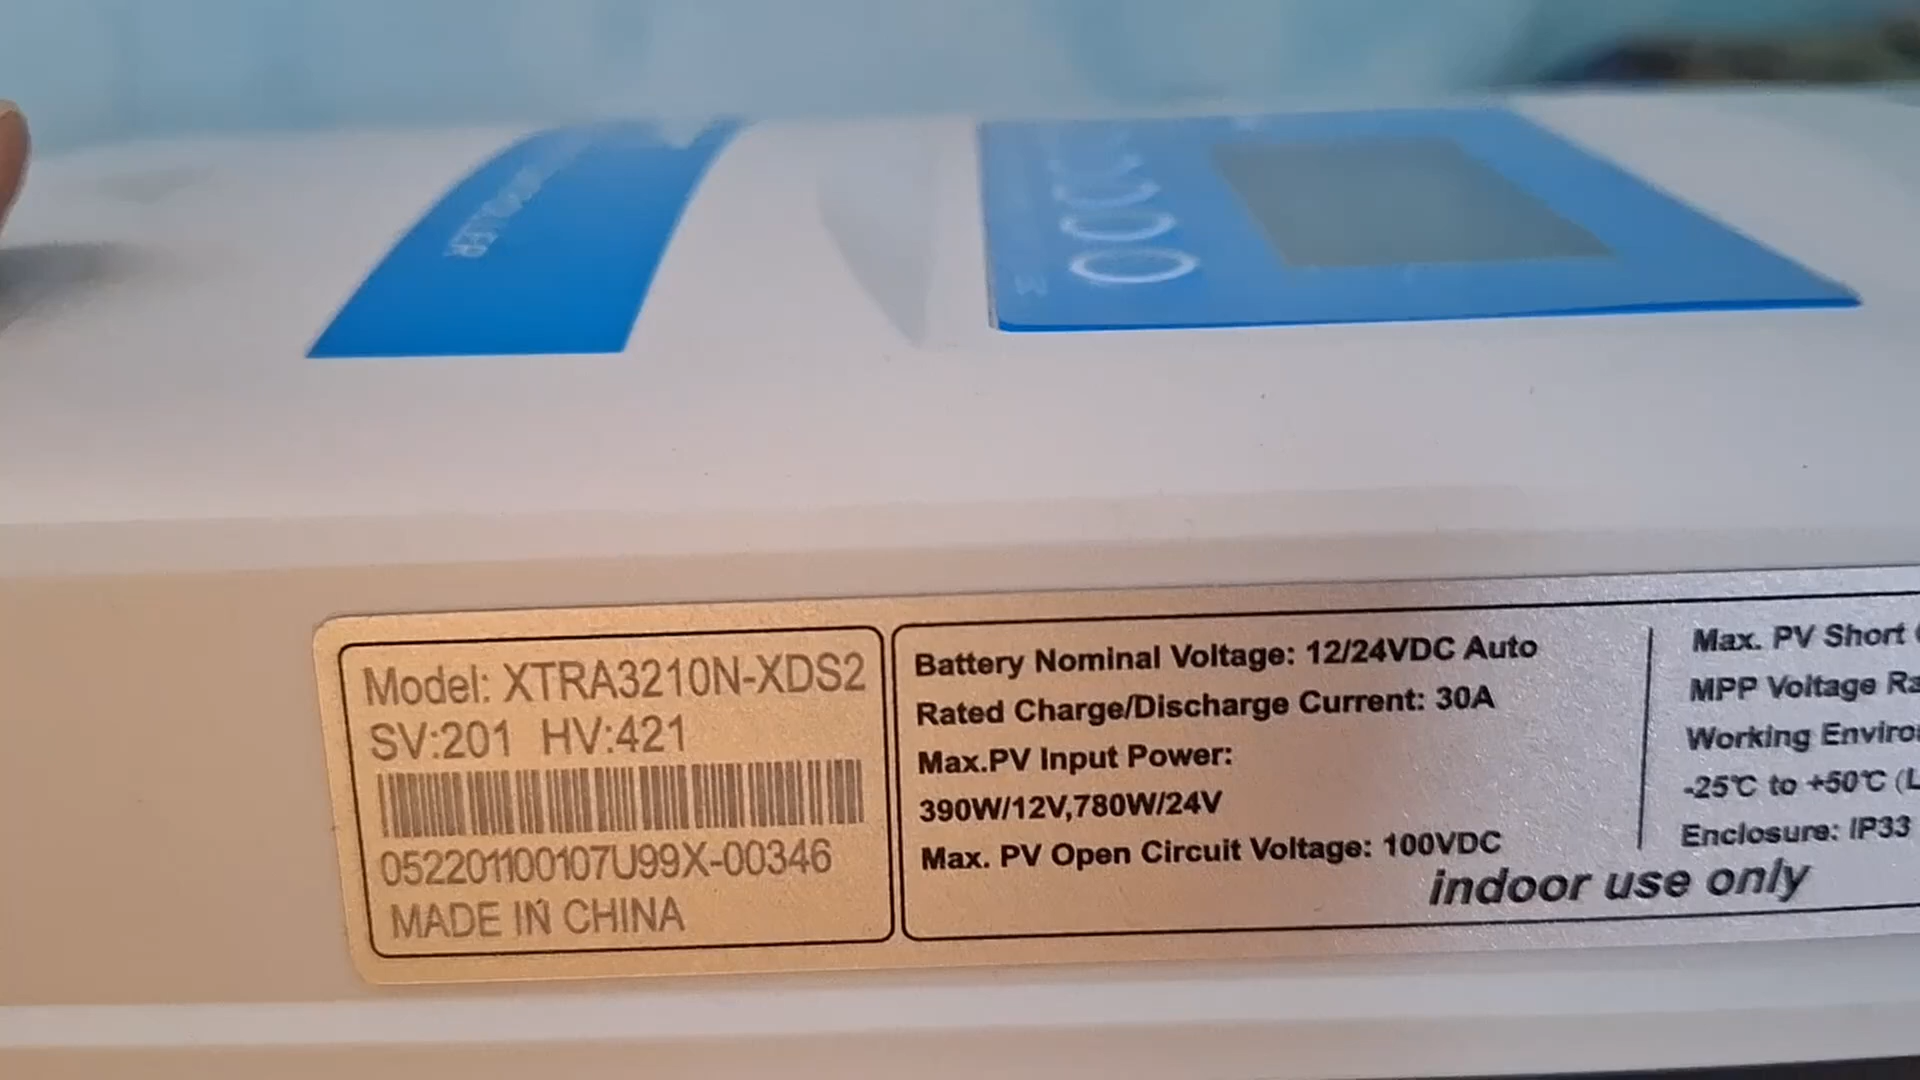 Model: XTRA3210N-XDS2
SV:201 HV:421
052201100107U99X-00346
MADE IN CHINA
Battery Nominal Voltage: 12/24VDC Auto
Rated Charge/Discharge Current: 30A
Max.PV Input Power:
390W/12V,780W/24V
Max. PV Open Circuit Voltage: 100VDC
Max. PV Short
MPP Voltage
Working
-25℃ to +50℃
Enclosure: IP33
indoor use only